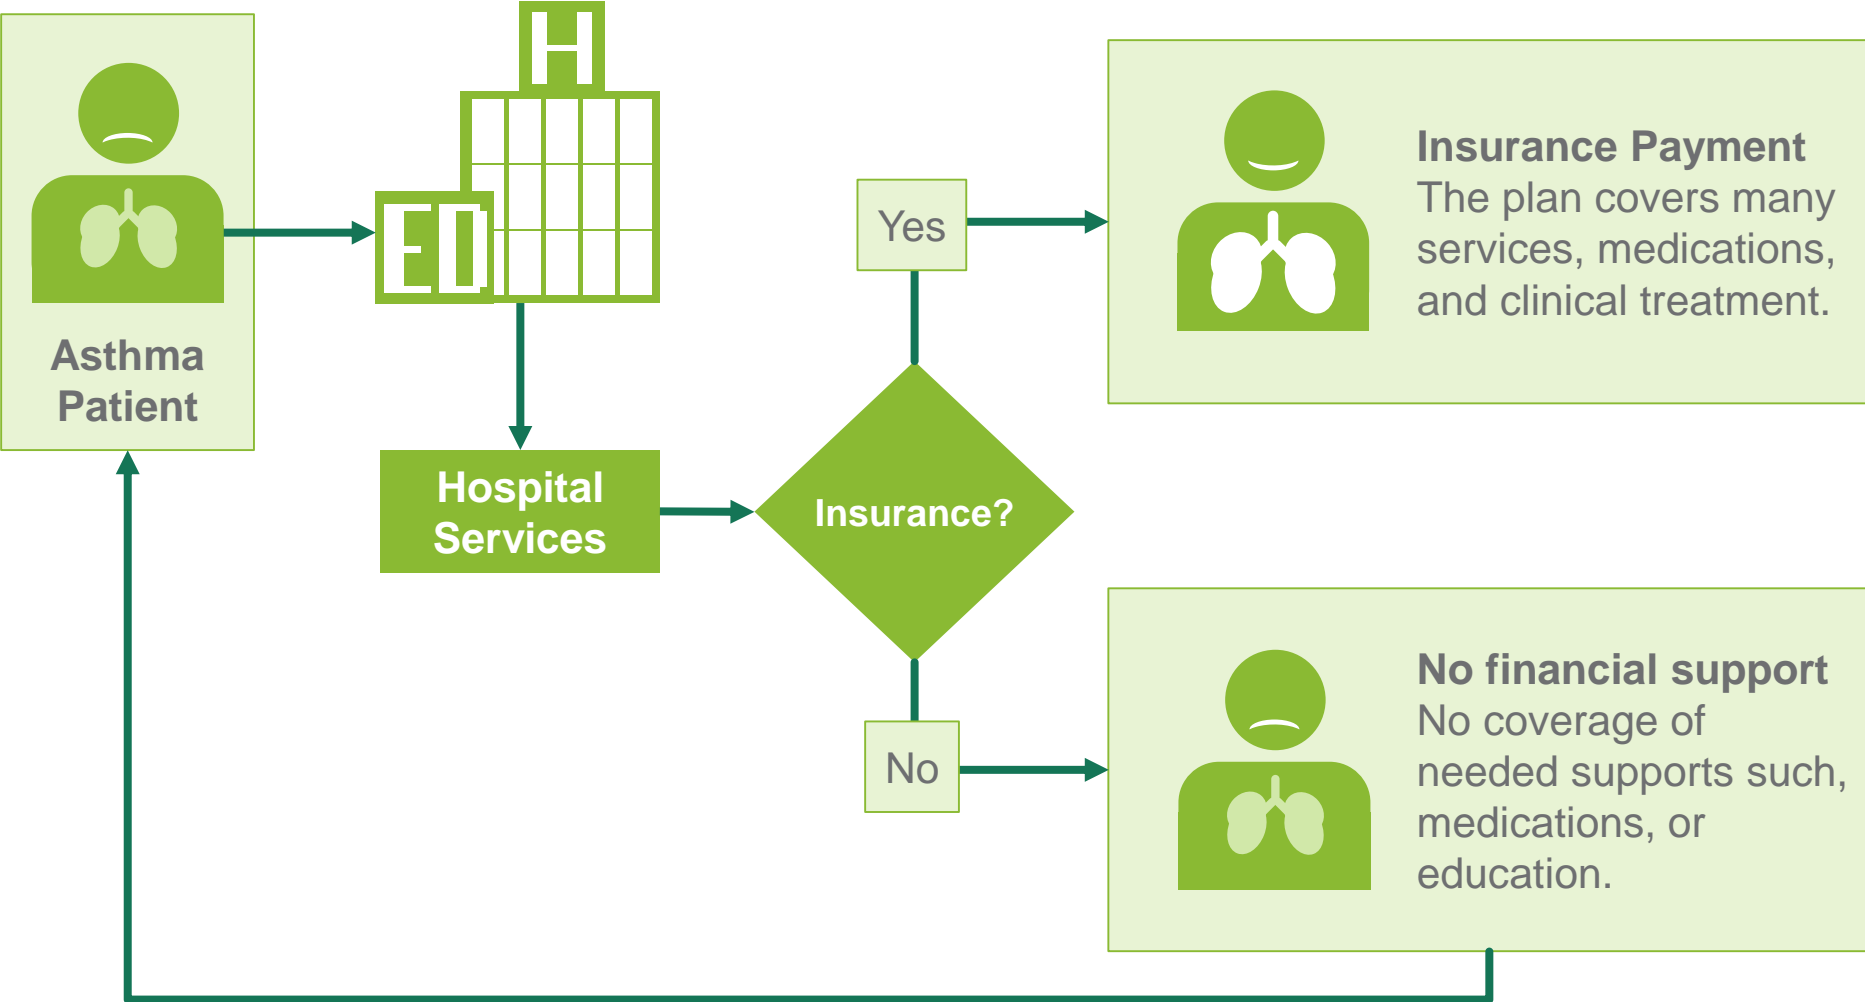 H
ED
Asthma
Patient
Hospital
Services
Insurance?
Yes
Insurance Payment
The plan covers many
services, medications,
and clinical treatment.
No
No financial support
No coverage of
needed supports such,
medications, or
education.